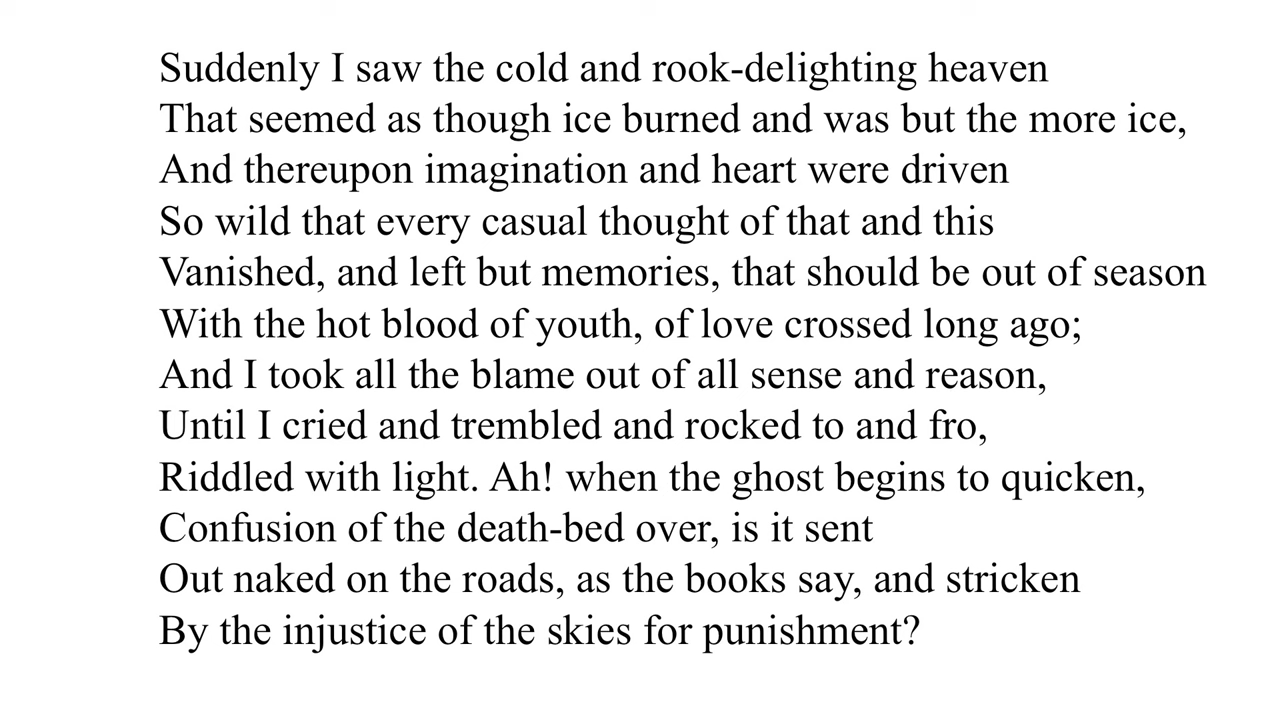 Suddenly I saw the cold and rook-delighting heaven
That seemed as though ice burned and was but the more ice,
And thereupon imagination and heart were driven
So wild that every casual thought of that and this
Vanished, and left but memories, that should be out of season
With the hot blood of youth, of love crossed long ago;
And I took all the blame out of all sense and reason,
Until I cried and trembled and rocked to and fro,
Riddled with light. Ah! when the ghost begins to quicken,
Confusion of the death-bed over, is it sent
Out naked on the roads, as the books say, and stricken
By the injustice of the skies for punishment?